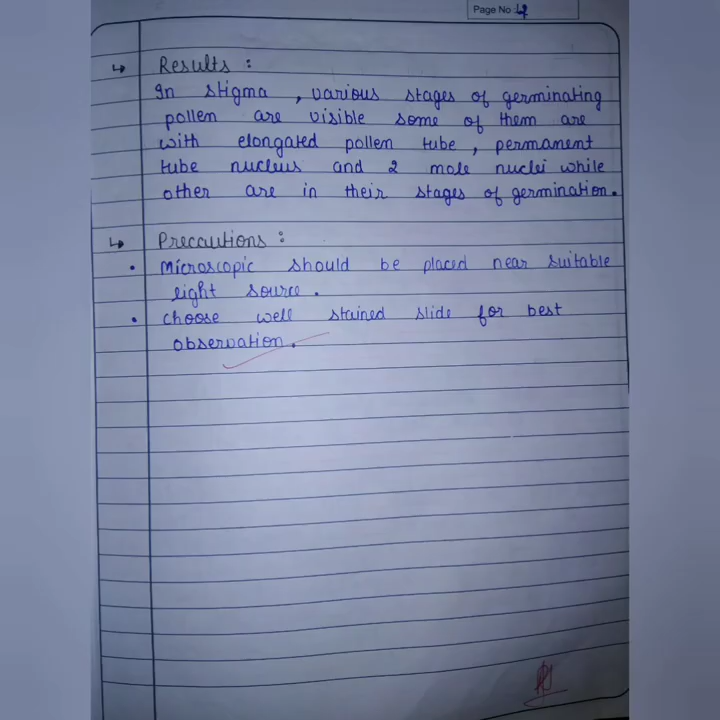 Page No : 4
↳ Results :
In stigma , various stages of germinating
pollen are visible some of them are
with elongated pollen tube , permanent
tube nucleus and 2 male nuclei while
other are in their stages of germination.
↳ Precautions :
• Microscopic should be placed near suitable
light source .
• choose well stained slide for best
observation .